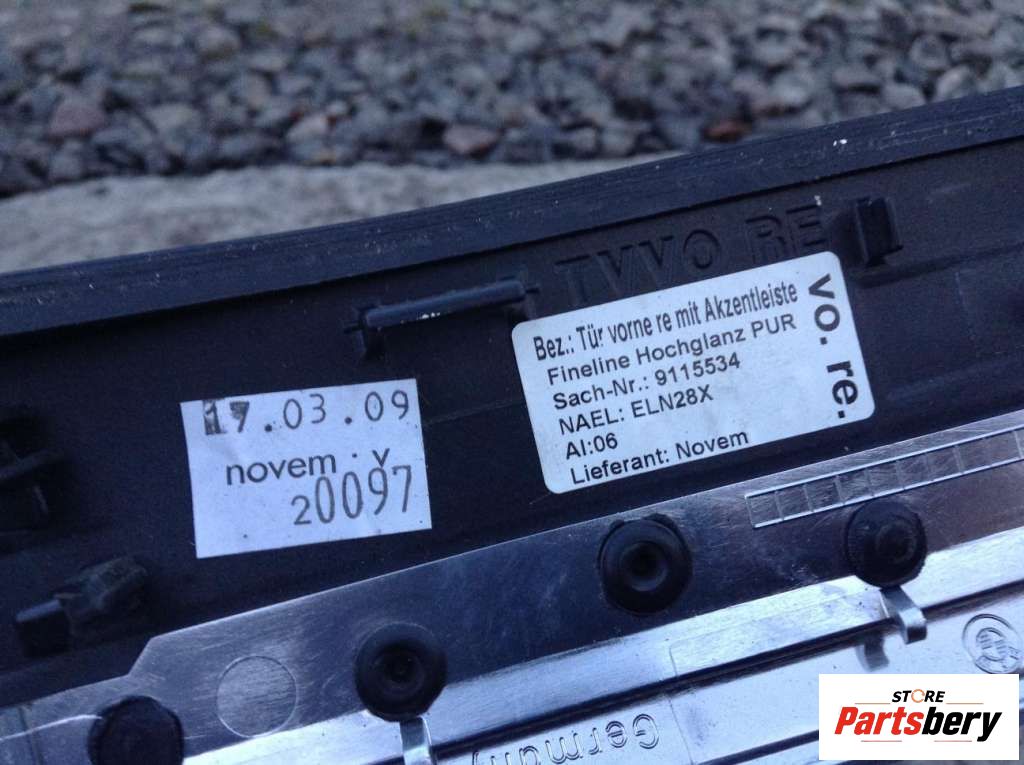 TVVO RE
Bez.: Tür vorne re mit Akzentleiste
Fineline Hochglanz PUR
Sach-Nr.: 9115534
NAEL: ELN28X
AI:06
Lieferant: Novem
vo. re.
17.03.09
novem · v
20097
Germany
STORE
Partsbery